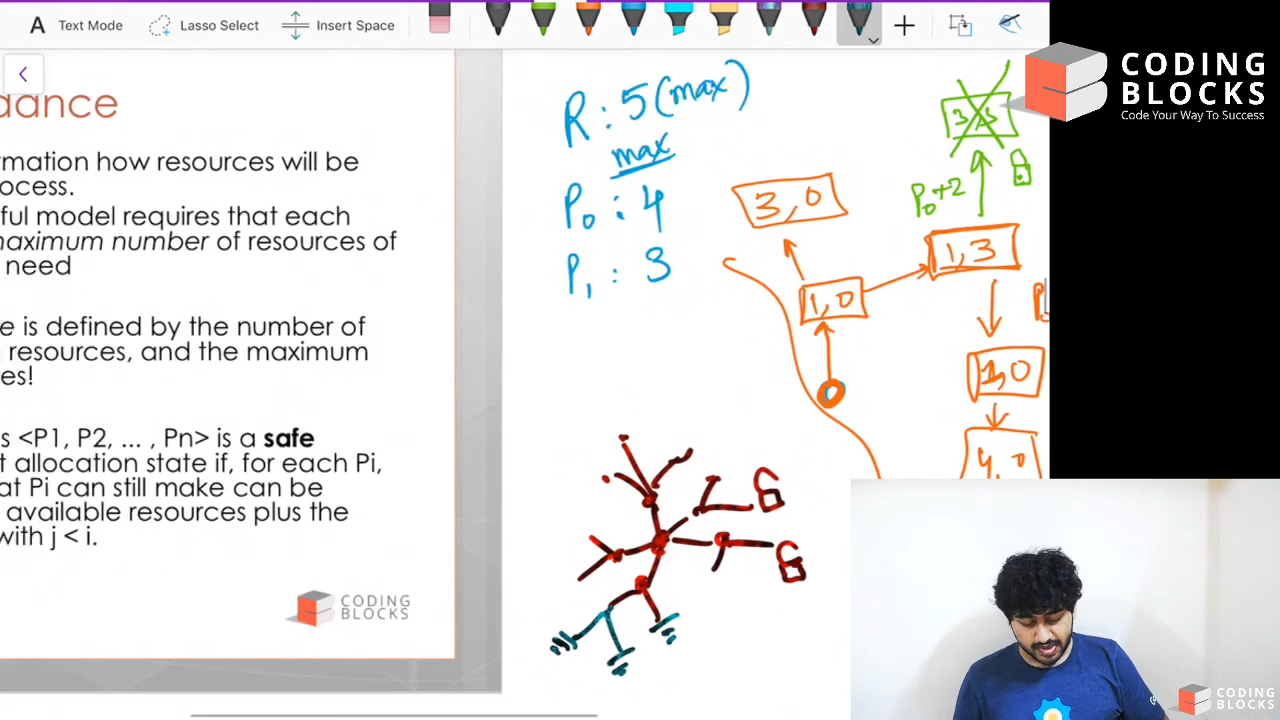 A Text Mode
Lasso Select
Insert Space
CODING
BLOCKS
Code Your Way To Success
dance
rmation how resources will be
ocess.
ful model requires that each
naximum number of resources of
need
e is defined by the number of
resources, and the maximum
es!
s <P1, P2, ... , Pn> is a safe
t allocation state if, for each Pi,
at Pi can still make can be
available resources plus the
with j < i.
CODING
BLOCKS
R : 5 (max)
max
P0 : 4
P1 : 3
3,0
1,0
1,3
P0+2
1,0
4,0
CODING
BLOCKS